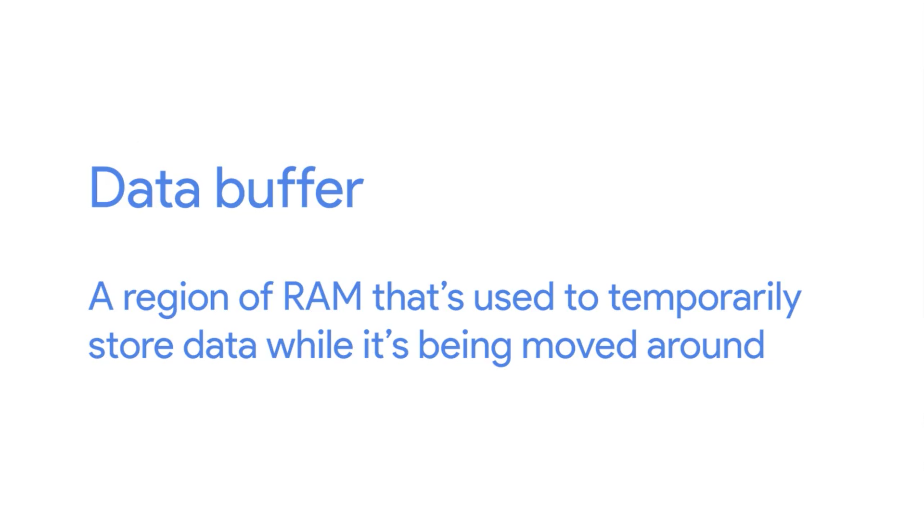 Data buffer
A region of RAM that’s used to temporarily
store data while it’s being moved around